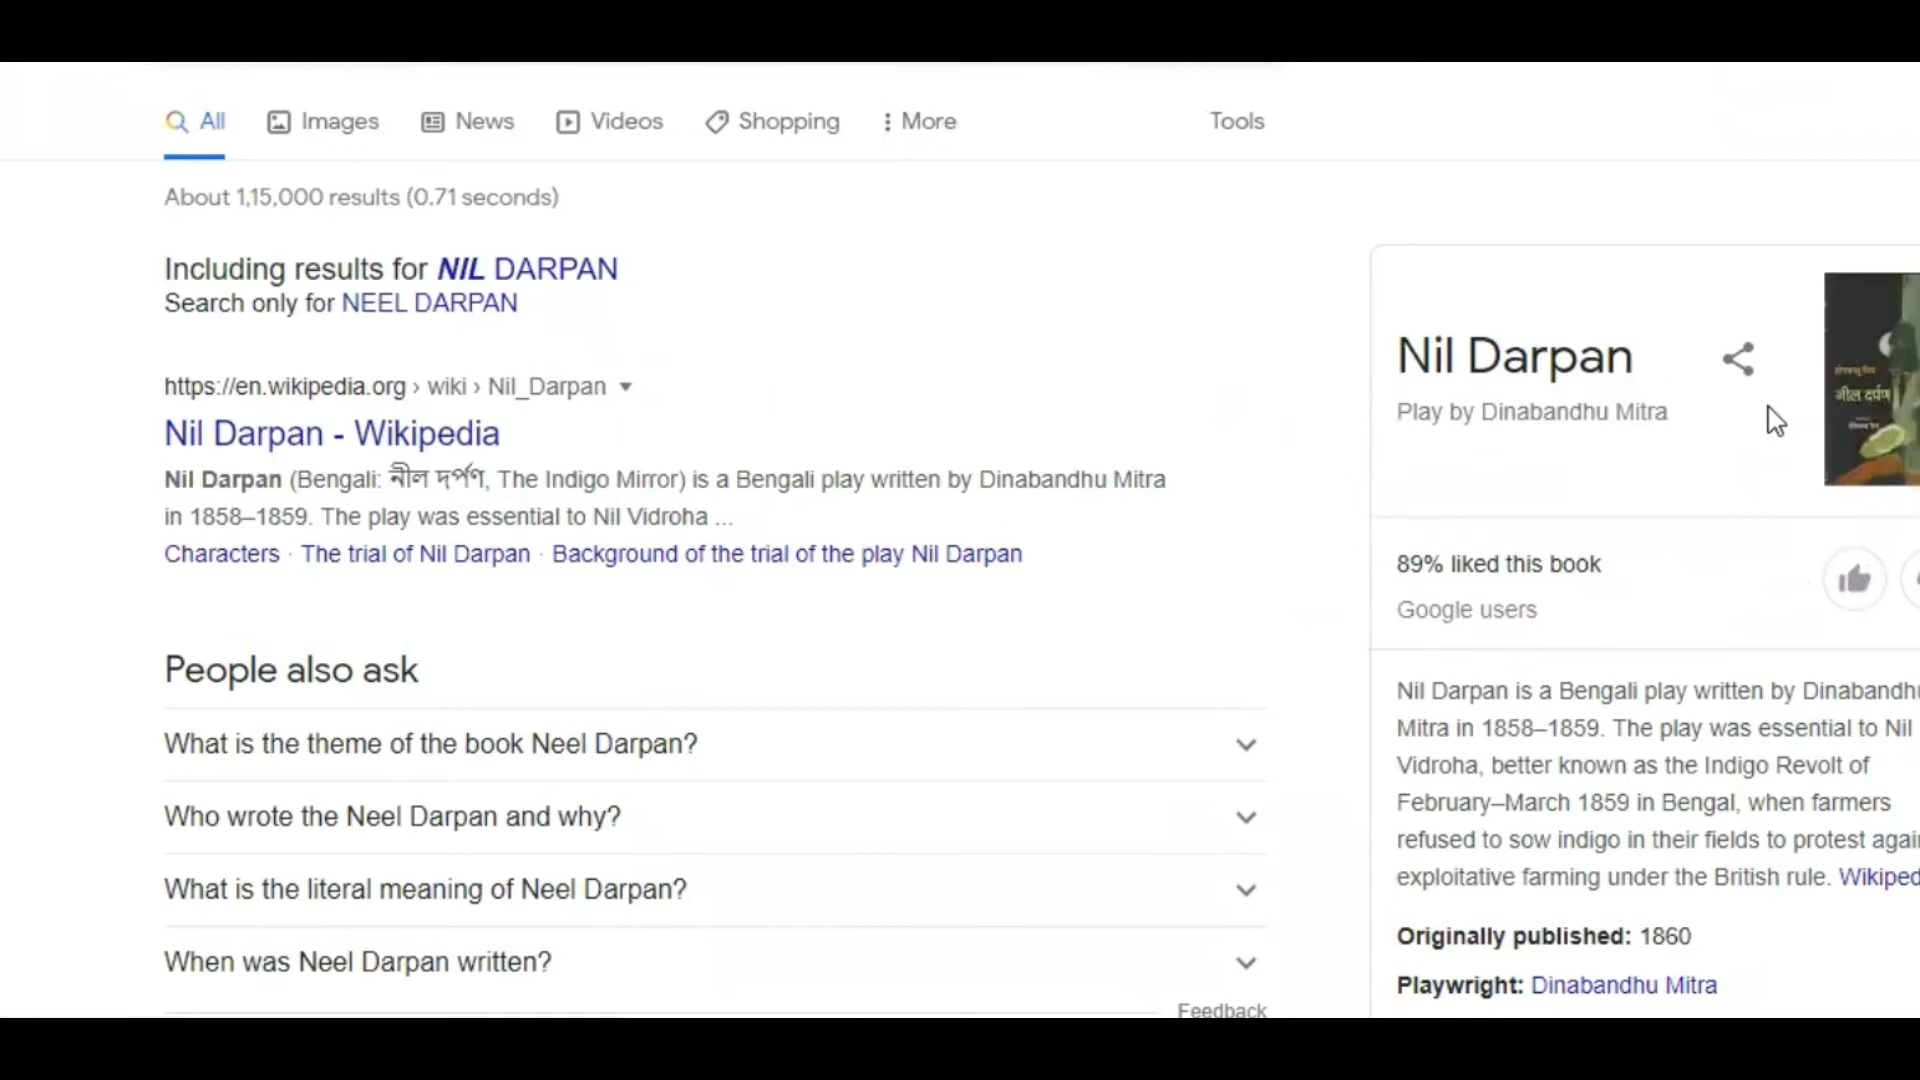 All Images News Videos Shopping More Tools
About 1,15,000 results (0.71 seconds)
Including results for NIL DARPAN
Search only for NEEL DARPAN
https://en.wikipedia.org › wiki › Nil_Darpan
Nil Darpan - Wikipedia
Nil Darpan (Bengali: নীল দর্পণ, The Indigo Mirror) is a Bengali play written by Dinabandhu Mitra
in 1858–1859. The play was essential to Nil Vidroha ...
Characters · The trial of Nil Darpan · Background of the trial of the play Nil Darpan
People also ask
What is the theme of the book Neel Darpan?
Who wrote the Neel Darpan and why?
What is the literal meaning of Neel Darpan?
When was Neel Darpan written?
Feedback
Nil Darpan
Play by Dinabandhu Mitra
नील दर्पण
89% liked this book
Google users
Nil Darpan is a Bengali play written by Dinabandhu
Mitra in 1858–1859. The play was essential to Nil
Vidroha, better known as the Indigo Revolt of
February–March 1859 in Bengal, when farmers
refused to sow indigo in their fields to protest agai
exploitative farming under the British rule. Wikiped
Originally published: 1860
Playwright: Dinabandhu Mitra